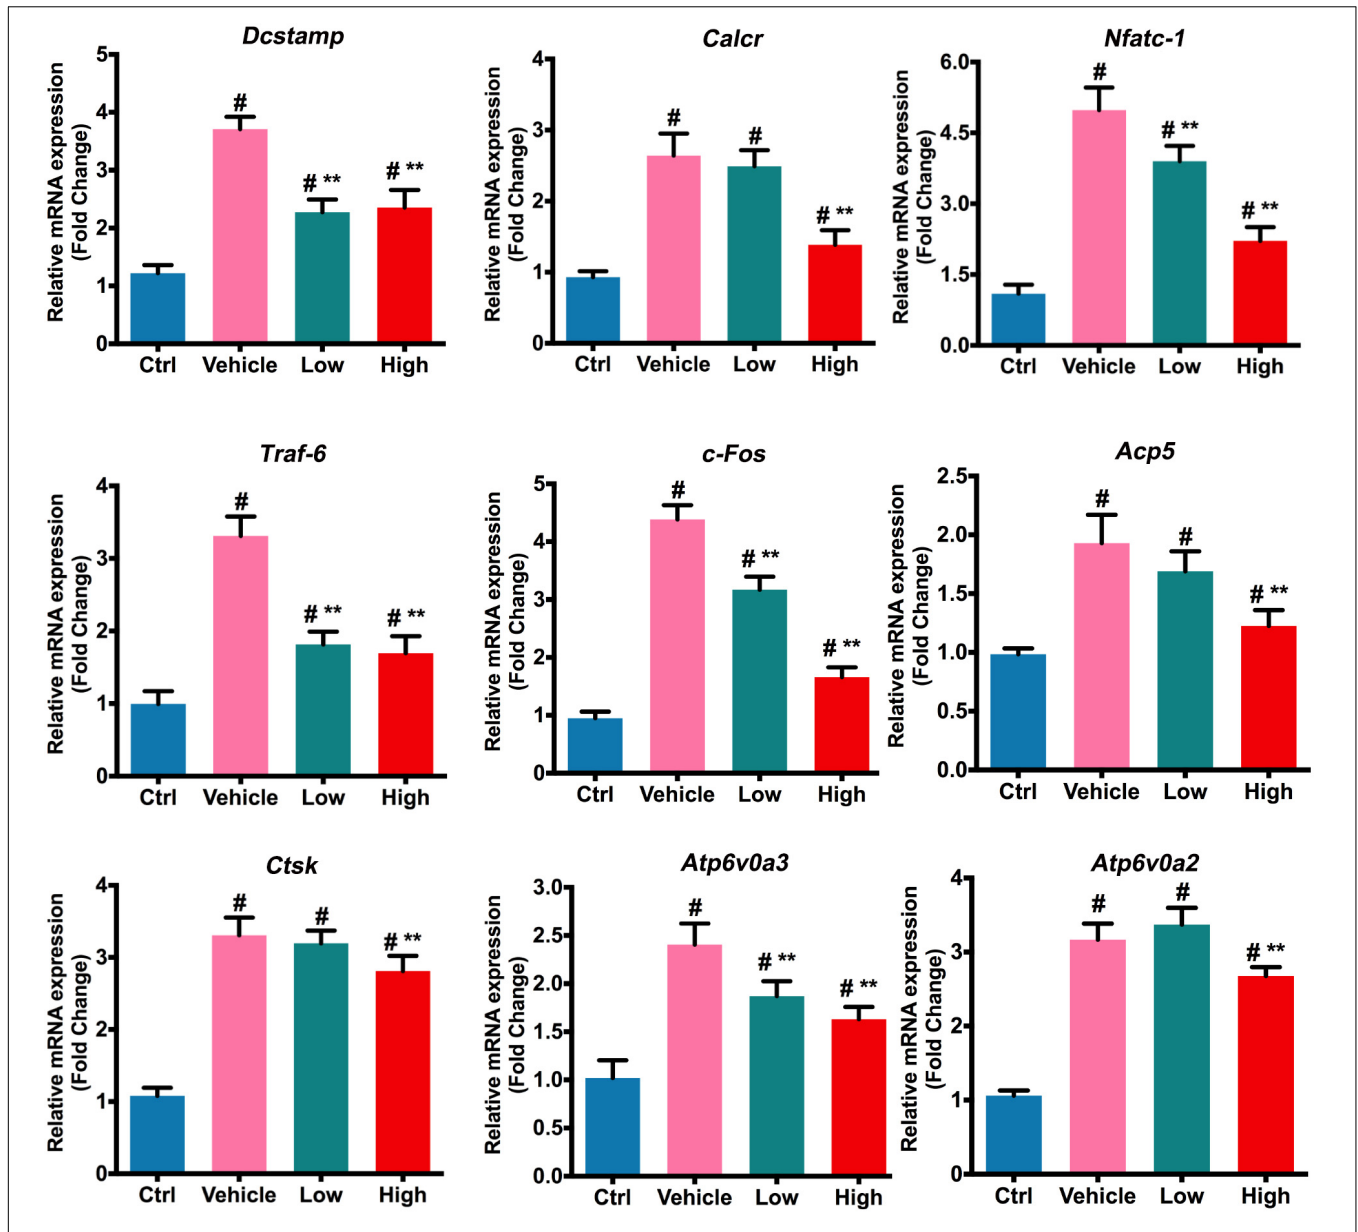 Dcstamp
Relative mRNA expression
(Fold Change)
5
4
3
2
1
0
#
# **
# **
Ctrl Vehicle Low High
Calcr
Relative mRNA expression
(Fold Change)
4
3
2
1
0
#
#
# **
Ctrl Vehicle Low High
Nfatc-1
Relative mRNA expression
(Fold Change)
6.0
4.5
3.0
1.5
0.0
#
# **
# **
Ctrl Vehicle Low High
Traf-6
Relative mRNA expression
(Fold Change)
4
3
2
1
0
#
# **
# **
Ctrl Vehicle Low High
c-Fos
Relative mRNA expression
(Fold Change)
5
4
3
2
1
0
#
# **
# **
Ctrl Vehicle Low High
Acp5
Relative mRNA expression
(Fold Change)
2.5
2.0
1.5
1.0
0.5
0.0
#
#
# **
Ctrl Vehicle Low High
Ctsk
Relative mRNA expression
(Fold Change)
4
3
2
1
0
#
#
# **
Ctrl Vehicle Low High
Atp6v0a3
Relative mRNA expression
(Fold Change)
3.0
2.5
2.0
1.5
1.0
0.5
0.0
#
# **
# **
Ctrl Vehicle Low High
Atp6v0a2
Relative mRNA expression
(Fold Change)
4
3
2
1
0
#
#
# **
Ctrl Vehicle Low High